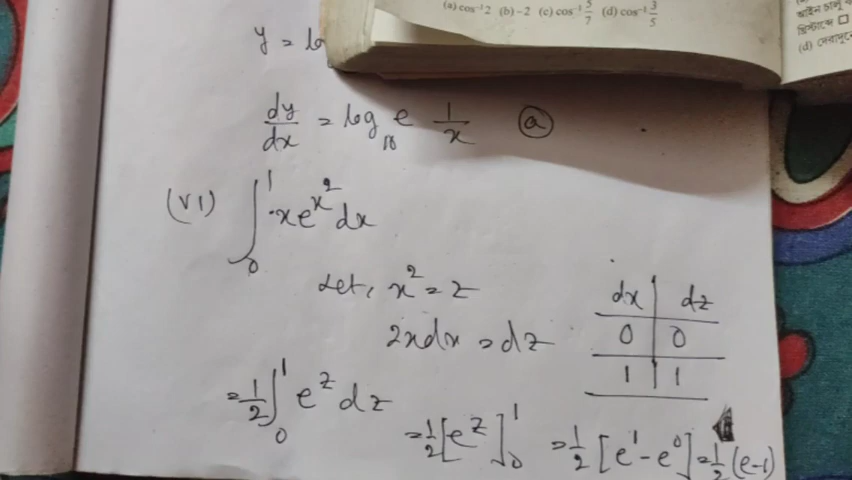 (a) cos⁻¹2 (b) -2 (c) cos⁻¹ 5/7 (d) cos⁻¹ 3/5
y = lo
dy/dx = log₁₀ e 1/x (a)
(VI) ∫₀¹ xe^x² dx
Let, x² = z
2xdx = dz
dx | dz
0 | 0
1 | 1
= 1/2 ∫₀¹ e^z dz
= 1/2 [e^z]₀¹ = 1/2 [e¹ - e⁰] = 1/2 (e-1)
(d)